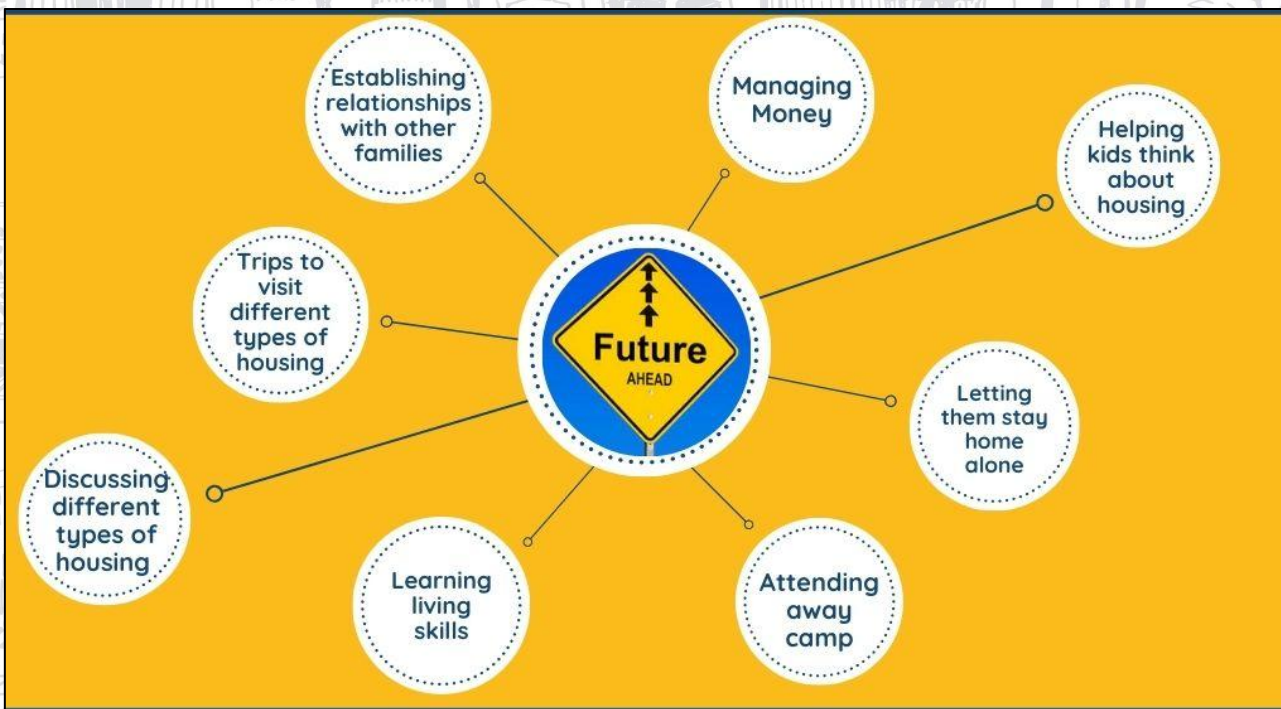 Establishing
relationships
with other
families
Managing
Money
Helping
kids think
about
housing
Trips to
visit
different
types of
housing
Future
AHEAD
Letting
them stay
home
alone
Discussing
different
types of
housing
Learning
living
skills
Attending
away
camp